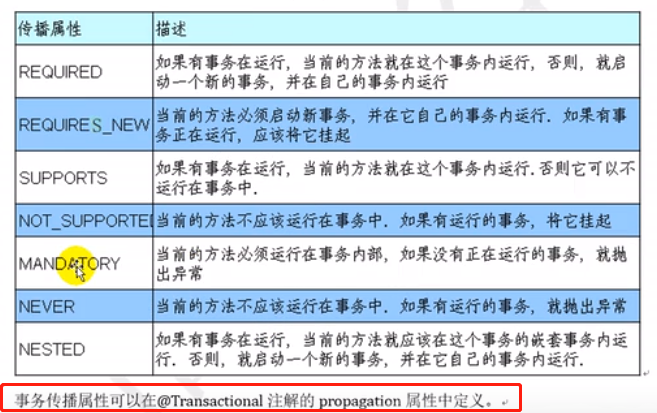 传播属性 描述
REQUIRED 如果有事务在运行，当前的方法就在这个事务内运行，否则，就启
动一个新的事务，并在自己的事务内运行
REQUIRES_NEW 当前的方法必须启动新事务，并在它自己的事务内运行．如果有事
务正在运行，应该将它挂起
SUPPORTS 如果有事务在运行，当前的方法就在这个事务内运行．否则它可以不
运行在事务中．
NOT_SUPPORTED 当前的方法不应该运行在事务中．如果有运行的事务，将它挂起
MANDATORY 当前的方法必须运行在事务内部，如果没有正在运行的事务，就抛
出异常
NEVER 当前的方法不应该运行在事务中．如果有运行的事务，就抛出异常
NESTED 如果有事务在运行，当前的方法就应该在这个事务的嵌套事务内运
行．否则，就启动一个新的事务，并在它自己的事务内运行．
事务传播属性可以在@Transactional 注解的 propagation 属性中定义。